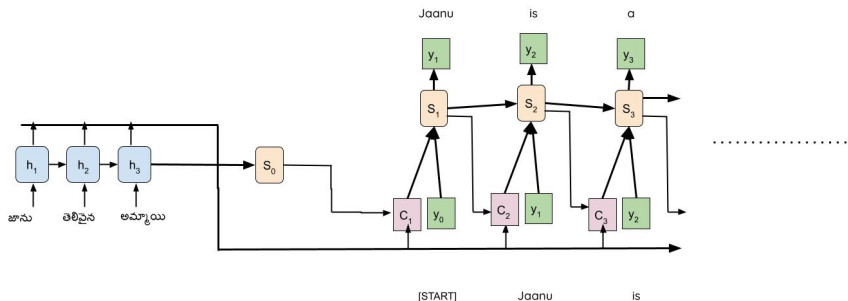 Jaanu is a
y1 y2 y3
S1 S2 S3
h1 h2 h3 S0
జాను తెలివైన అమ్మాయి
C1 y0 C2 y1 C3 y2
[START] Jaanu is